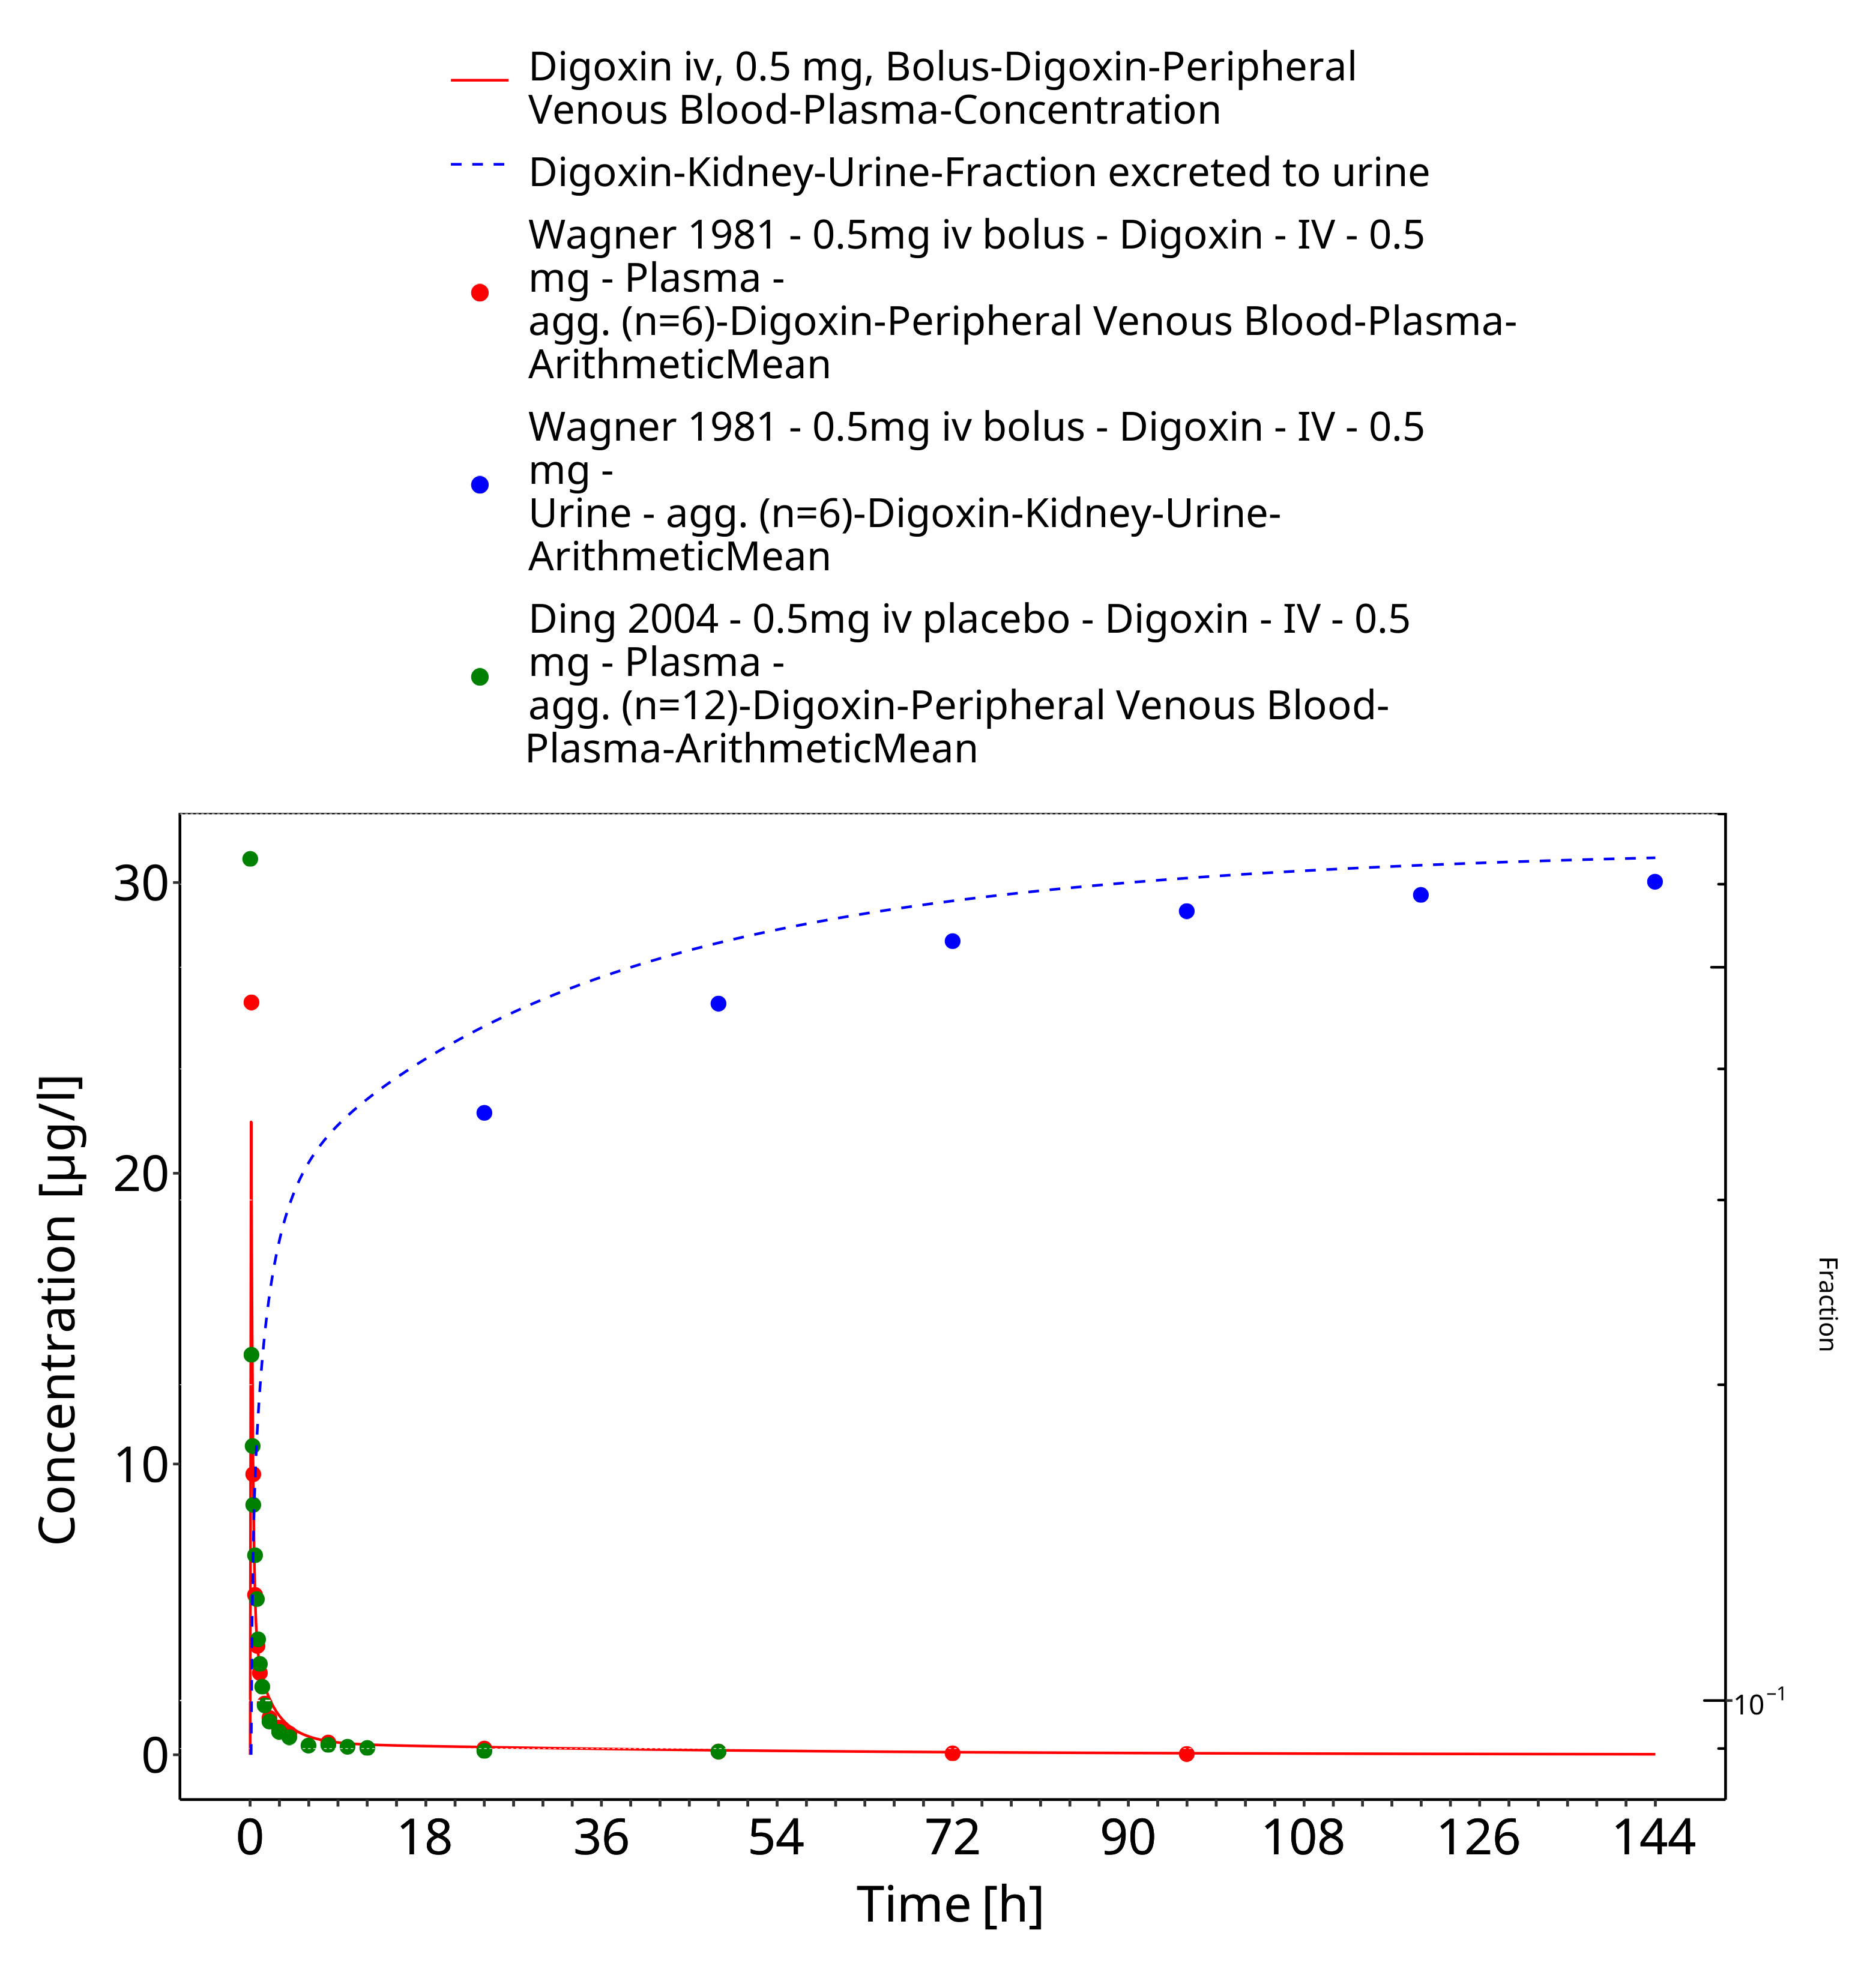 Digoxin iv, 0.5 mg, Bolus-Digoxin-Peripheral
Venous Blood-Plasma-Concentration
Digoxin-Kidney-Urine-Fraction excreted to urine
Wagner 1981 - 0.5mg iv bolus - Digoxin - IV - 0.5
mg - Plasma -
agg. (n=6)-Digoxin-Peripheral Venous Blood-Plasma-
ArithmeticMean
Wagner 1981 - 0.5mg iv bolus - Digoxin - IV - 0.5
mg -
Urine - agg. (n=6)-Digoxin-Kidney-Urine-
ArithmeticMean
Ding 2004 - 0.5mg iv placebo - Digoxin - IV - 0.5
mg - Plasma -
agg. (n=12)-Digoxin-Peripheral Venous Blood-
Plasma-ArithmeticMean
Concentration [µg/l]
30
20
10
0
Fraction
10⁻¹
0 18 36 54 72 90 108 126 144
Time [h]